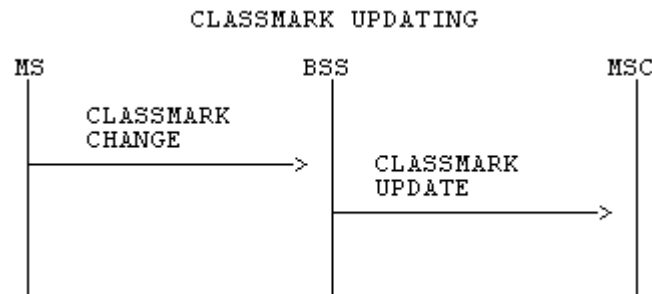 CLASSMARK UPDATING
MS BSS MSC
CLASSMARK
CHANGE
CLASSMARK
UPDATE